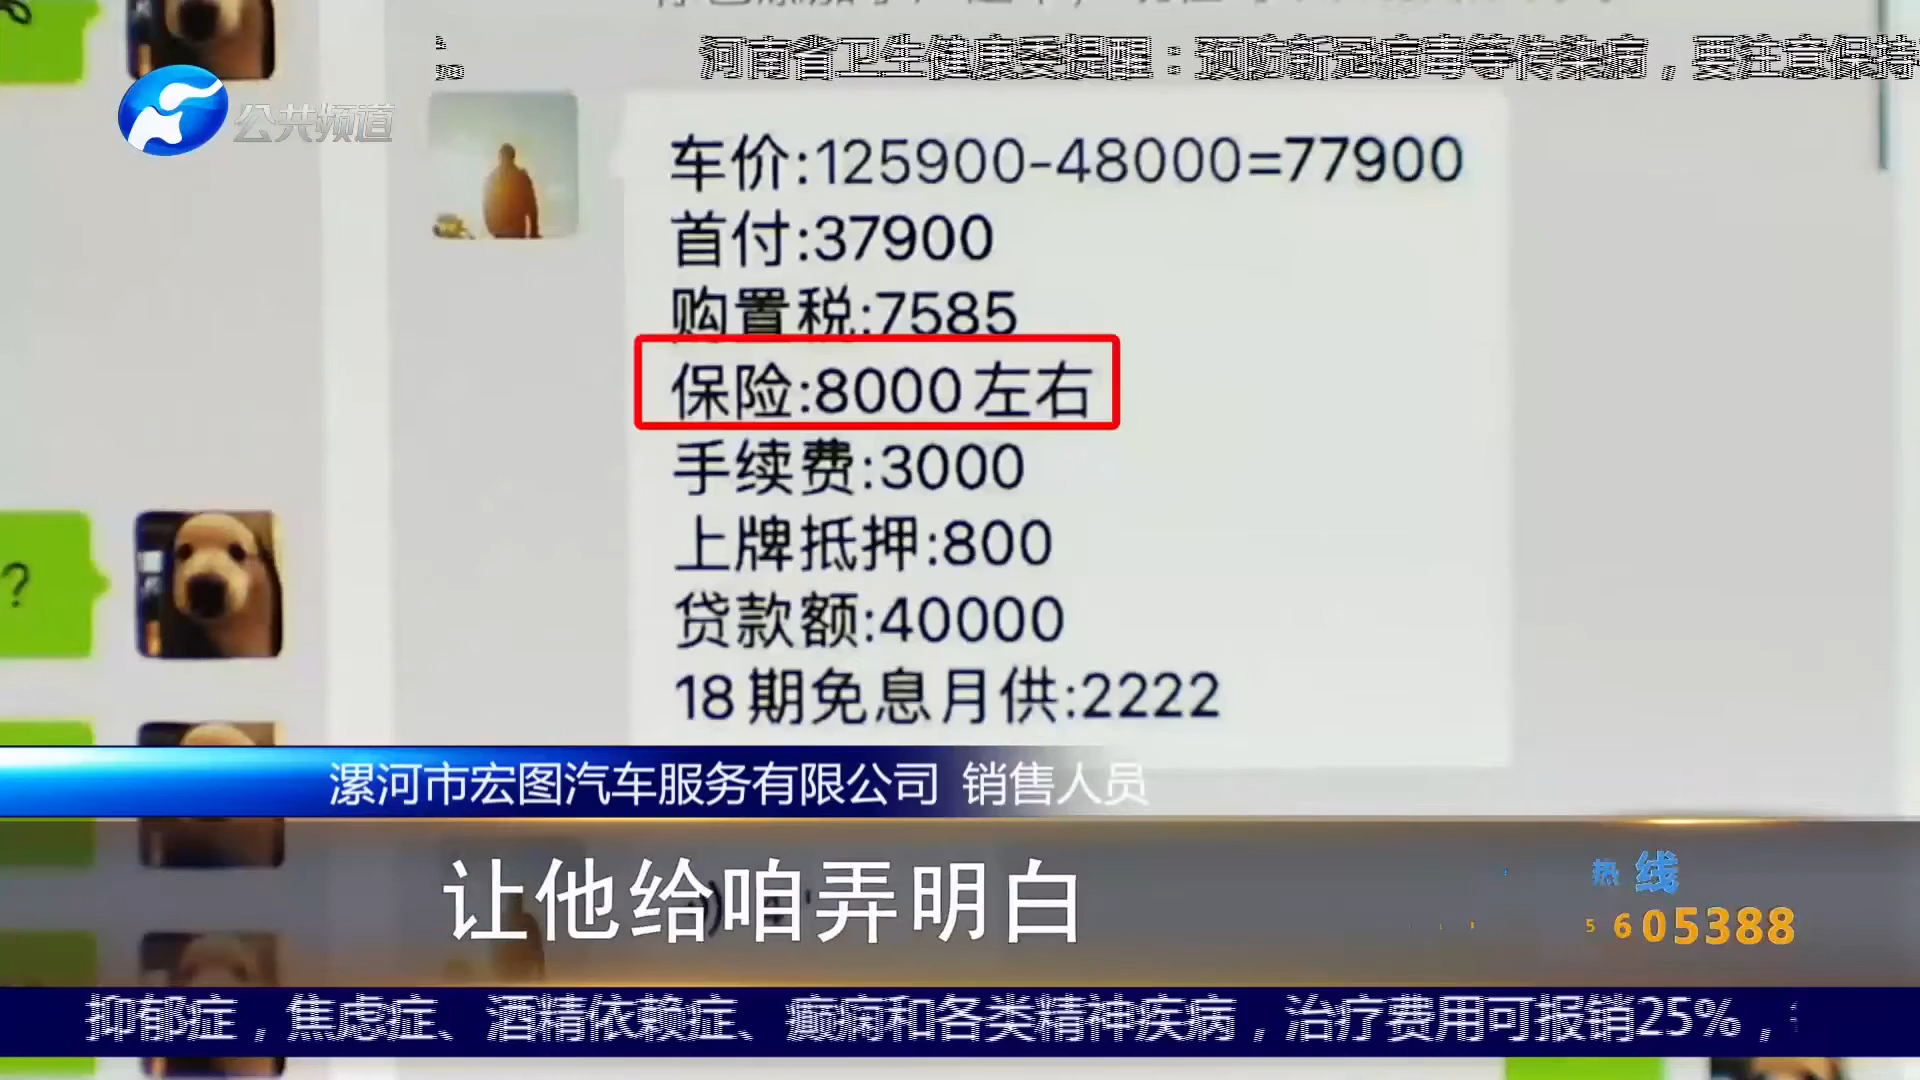 河南省卫生健康委提醒：预防新冠病毒等传染病，要注意保持
公共频道
车价:125900-48000=77900
首付:37900
购置税:7585
保险:8000左右
手续费:3000
上牌抵押:800
贷款额:40000
18期免息月供:2222
?
漯河市宏图汽车服务有限公司 销售人员
让他给咱弄明白
热线
5605388
抑郁症，焦虑症、酒精依赖症、癫痫和各类精神疾病，治疗费用可报销25%，